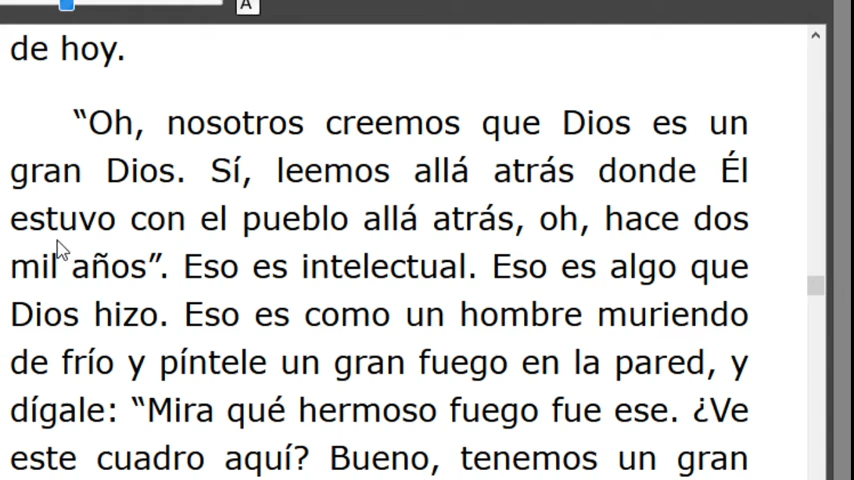 A
de hoy.
“Oh, nosotros creemos que Dios es un
gran Dios. Sí, leemos allá atrás donde Él
estuvo con el pueblo allá atrás, oh, hace dos
mil años”. Eso es intelectual. Eso es algo que
Dios hizo. Eso es como un hombre muriendo
de frío y píntele un gran fuego en la pared, y
dígale: “Mira qué hermoso fuego fue ese. ¿Ve
este cuadro aquí? Bueno, tenemos un gran